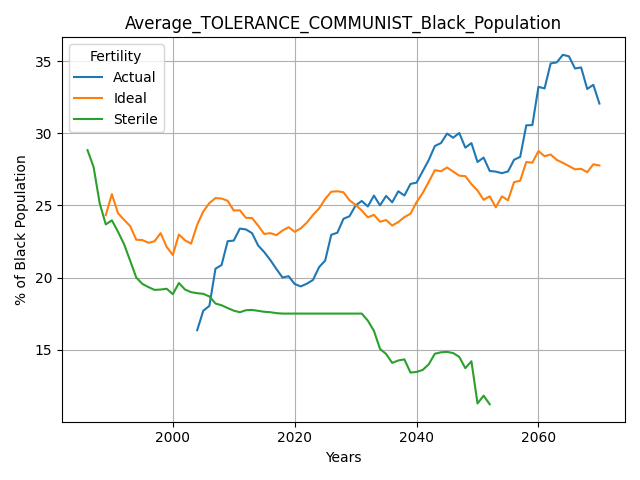 Average_TOLERANCE_COMMUNIST_Black_Population
Fertility
Actual
Ideal
Sterile
% of Black Population
35
30
25
20
15
2000
2020
2040
2060
Years